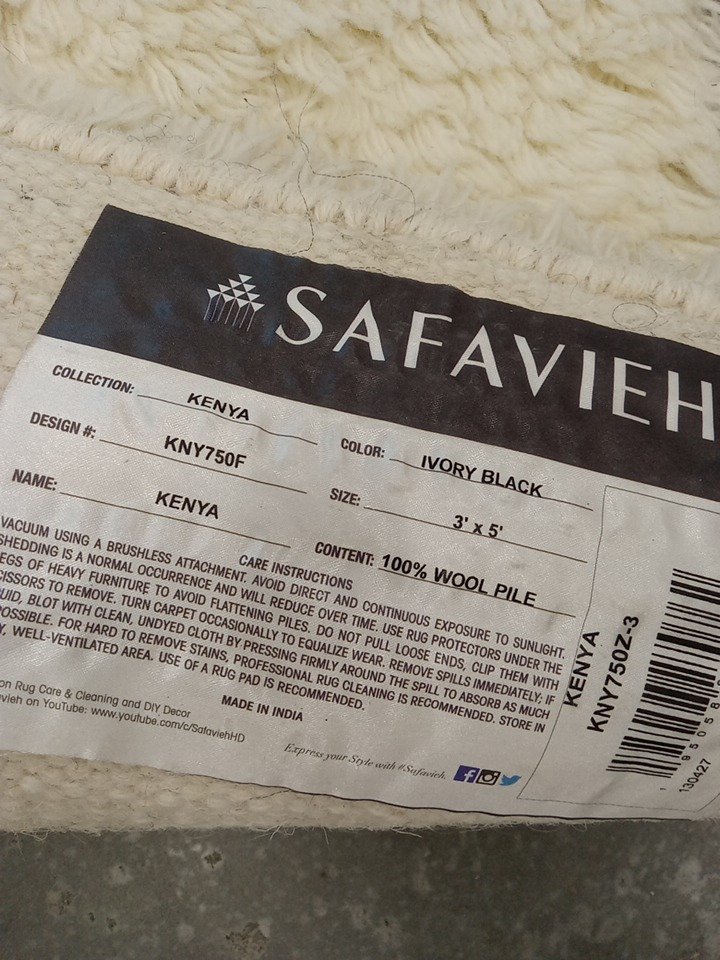 SAFAVIEH
COLLECTION: KENYA
COLOR: IVORY BLACK
DESIGN #: KNY750F
SIZE: 3' x 5'
NAME: KENYA
CONTENT: 100% WOOL PILE
CARE INSTRUCTIONS
VACUUM USING A BRUSHLESS ATTACHMENT. AVOID DIRECT AND CONTINUOUS EXPOSURE TO SUNLIGHT.
SHEDDING IS A NORMAL OCCURRENCE AND WILL REDUCE OVER TIME. USE RUG PROTECTORS UNDER THE
EGS OF HEAVY FURNITURE TO AVOID FLATTENING PILES. DO NOT PULL LOOSE ENDS, CLIP THEM WITH
CISSORS TO REMOVE. TURN CARPET OCCASIONALLY TO EQUALIZE WEAR. REMOVE SPILLS IMMEDIATELY; IF
UID, BLOT WITH CLEAN, UNDYED CLOTH BY PRESSING FIRMLY AROUND THE SPILL TO ABSORB AS MUCH
OSSIBLE. FOR HARD TO REMOVE STAINS, PROFESSIONAL RUG CLEANING IS RECOMMENDED. STORE IN
Y, WELL-VENTILATED AREA. USE OF A RUG PAD IS RECOMMENDED.
MADE IN INDIA
on Rug Care & Cleaning and DIY Decor
vieh on YouTube: www.youtube.com/c/SafaviehHD
Express your Style with #Safavieh.
KENYA
KNY750Z-3
1 95058
130427